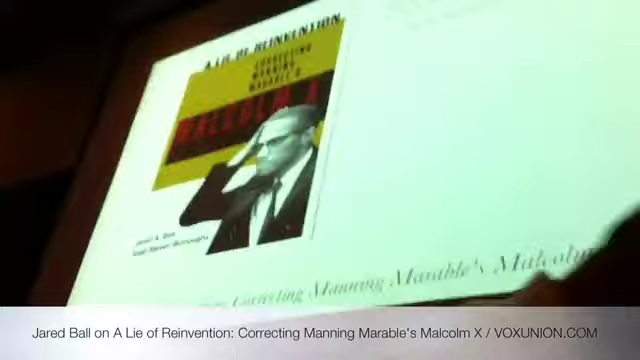 A LIE OF REINVENTION
CORRECTING
MANNING
MARABLE'S
MALCOLM X
Jared A. Ball
Todd Steven Burroughs
Correcting Manning Marable's Malcolm
Jared Ball on A Lie of Reinvention: Correcting Manning Marable's Malcolm X / VOXUNION.COM